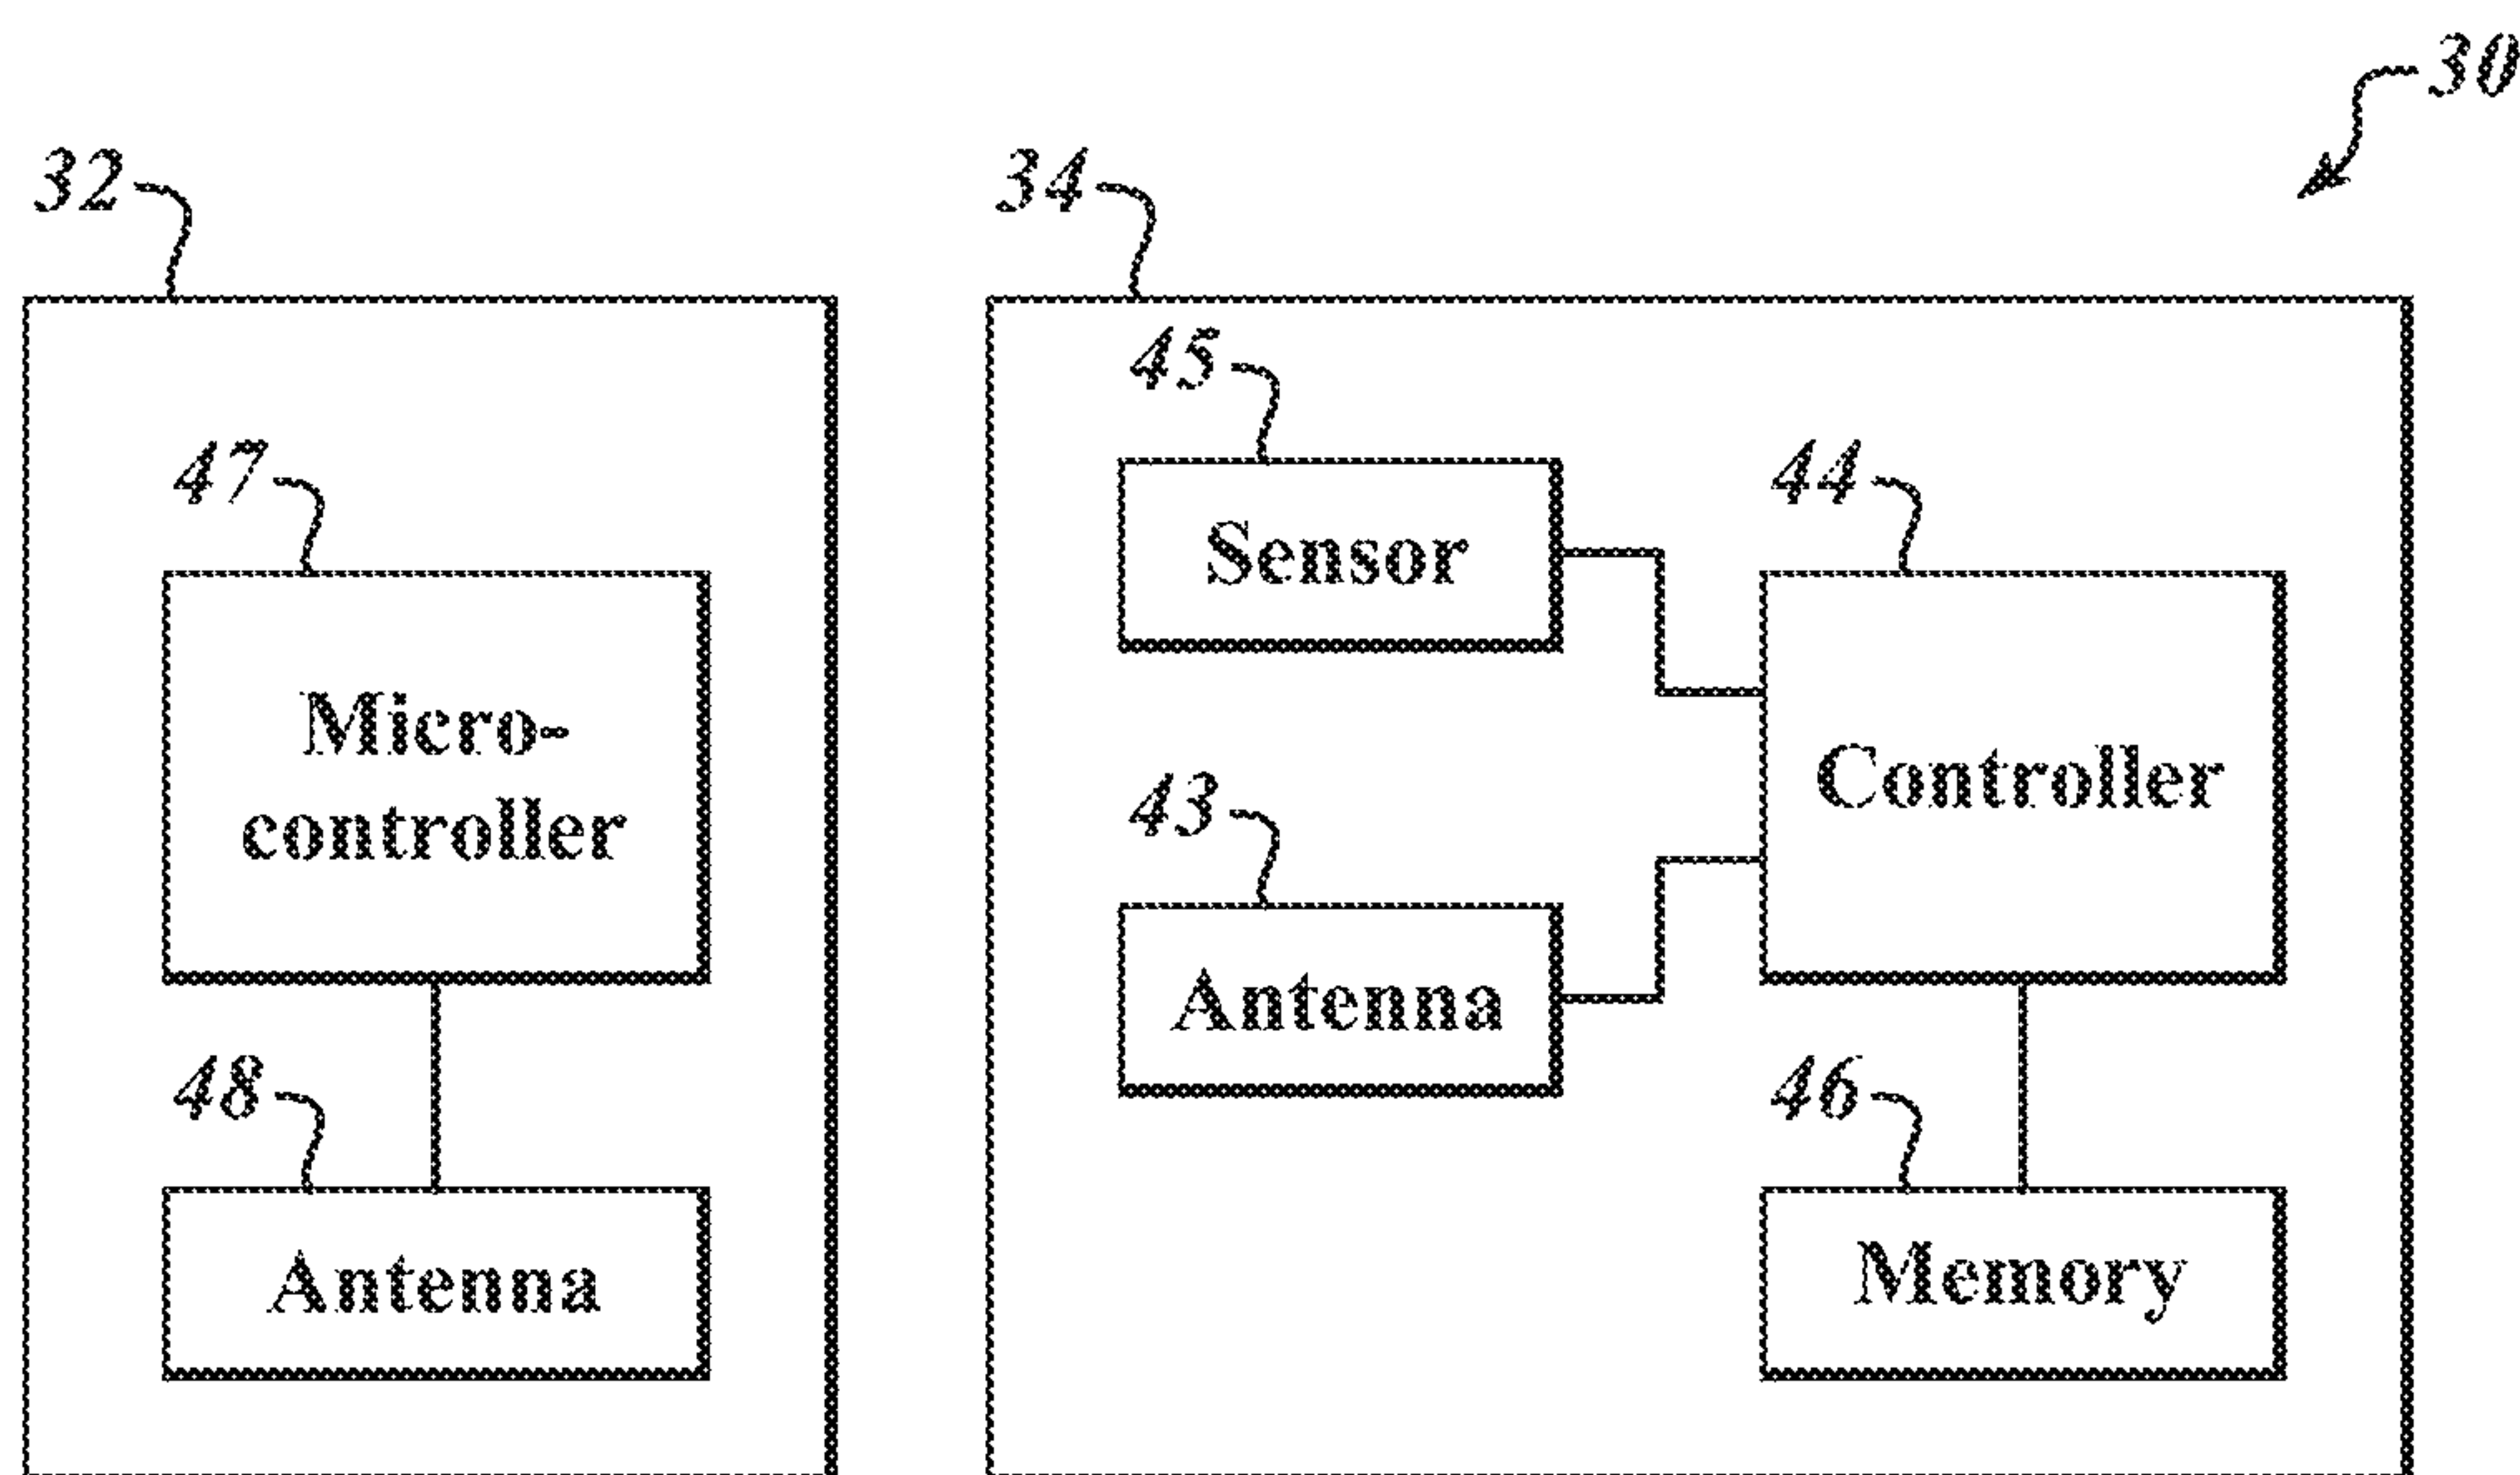 30
32
34
45
47
44
Sensor
Micro-
controller
Controller
43
Antenna
48
46
Antenna
Memory